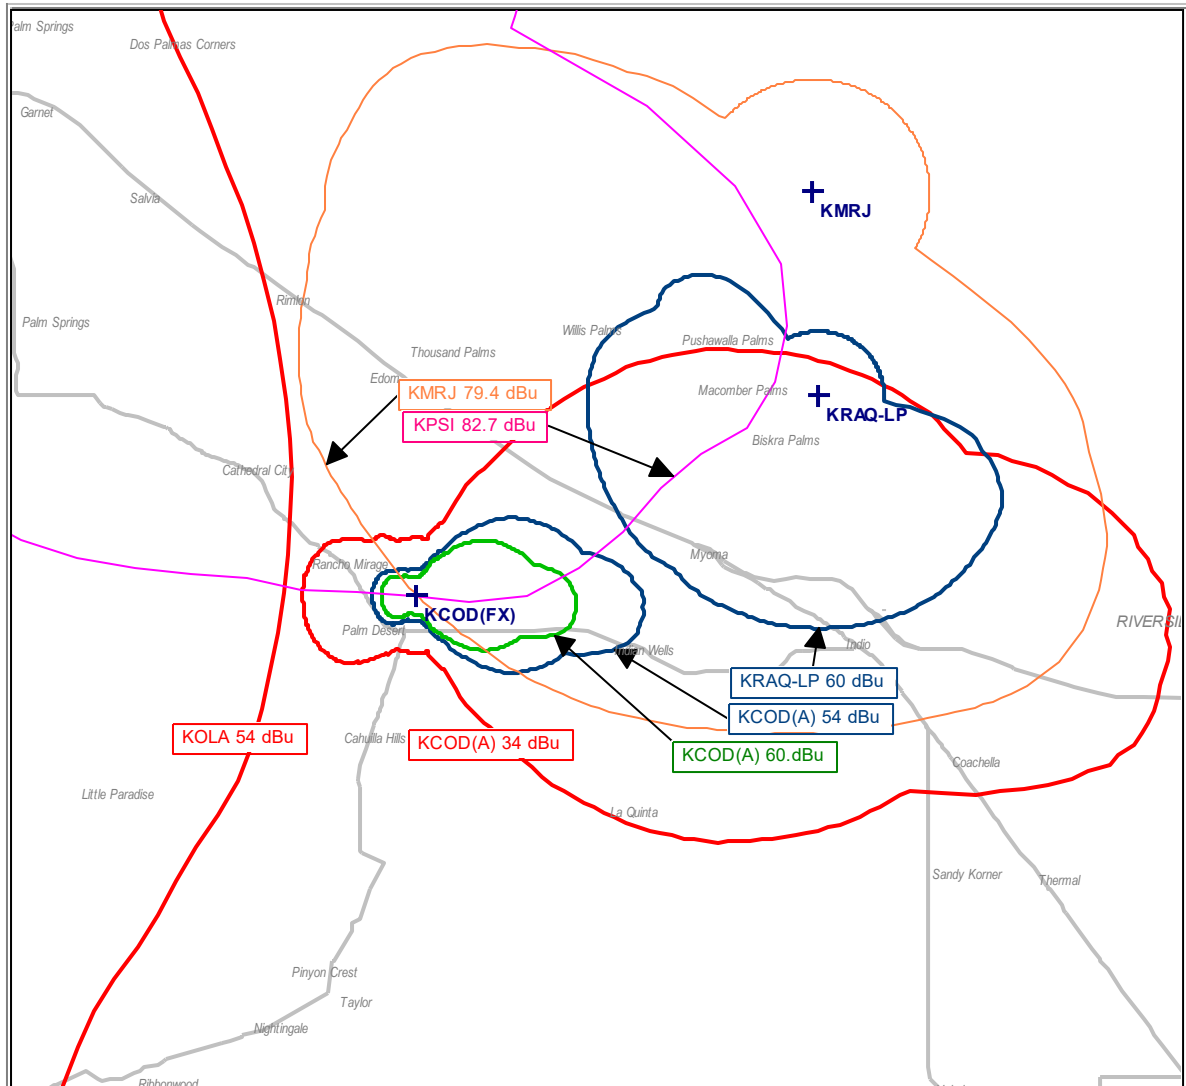 alm Springs
Dos Palmas Corners
Garnet
Salvia
KMRJ
Rimlon
Palm Springs
Willis Palms
Pushawalla Palms
Thousand Palms
Edom
KMRJ 79.4 dBu
Macomber Palms
KRAQ-LP
KPSI 82.7 dBu
Biskra Palms
Cathedral City
Myoma
Rancho Mirage
KCOD(FX)
RIVERSI
Palm Desert
Indian Wells
Indio
KRAQ-LP 60 dBu
KCOD(A) 54 dBu
KOLA 54 dBu
Cahuilla Hills
KCOD(A) 34 dBu
KCOD(A) 60.dBu
Coachella
Little Paradise
La Quinta
Sandy Korner
Thermal
Pinyon Crest
Taylor
Nightingale
Ribbonwood